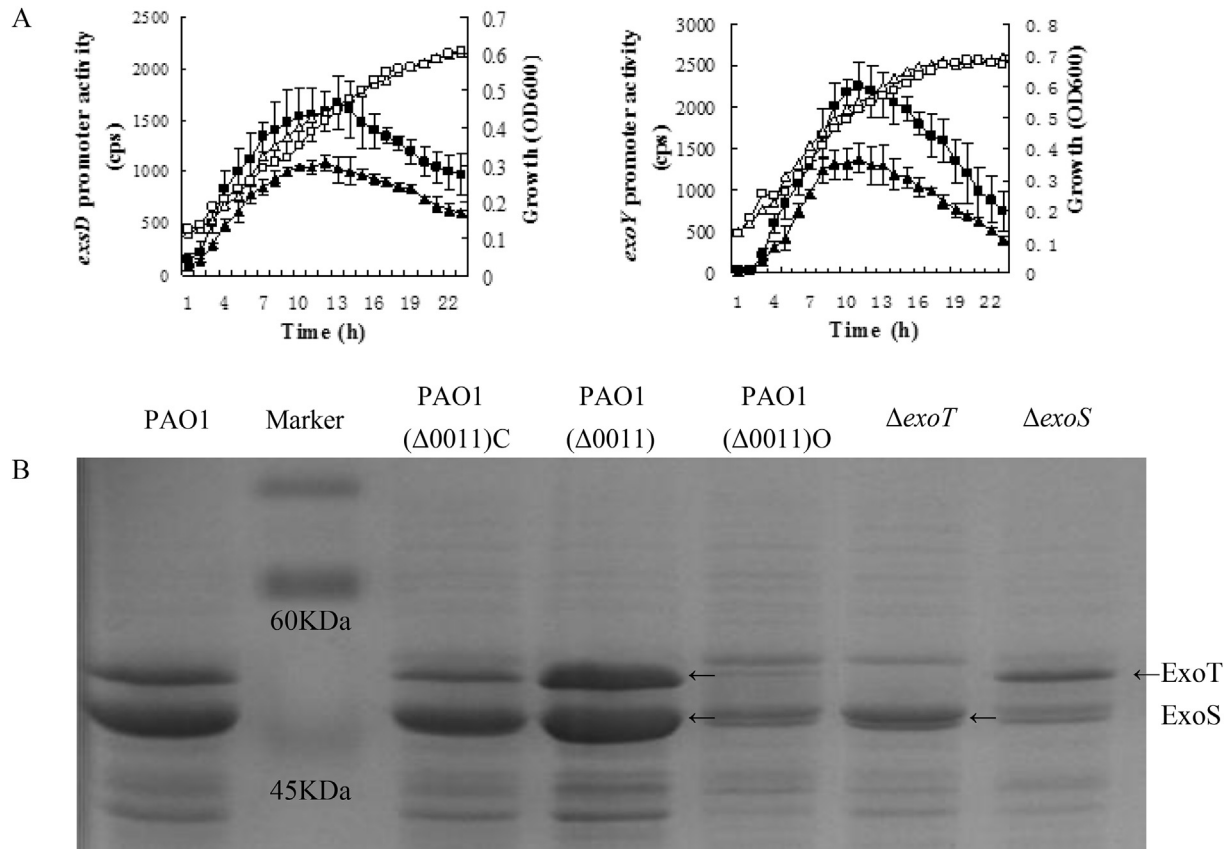 A
exsD promoter activity
(cps)
2500
2000
1500
1000
500
0
0.7
0.6
0.5
0.4
0.3
0.2
0.1
0
Growth (OD600)
1 4 7 10 13 16 19 22
Time (h)
exoY promoter activity
(cps)
3000
2500
2000
1500
1000
500
0
0.8
0.7
0.6
0.5
0.4
0.3
0.2
0.1
0
Growth (OD600)
1 4 7 10 13 16 19 22
Time (h)
B
PAO1
Marker
PAO1
(Δ0011)C
PAO1
(Δ0011)
PAO1
(Δ0011)O
ΔexoT
ΔexoS
60KDa
45KDa
←
←
←
←ExoT
ExoS